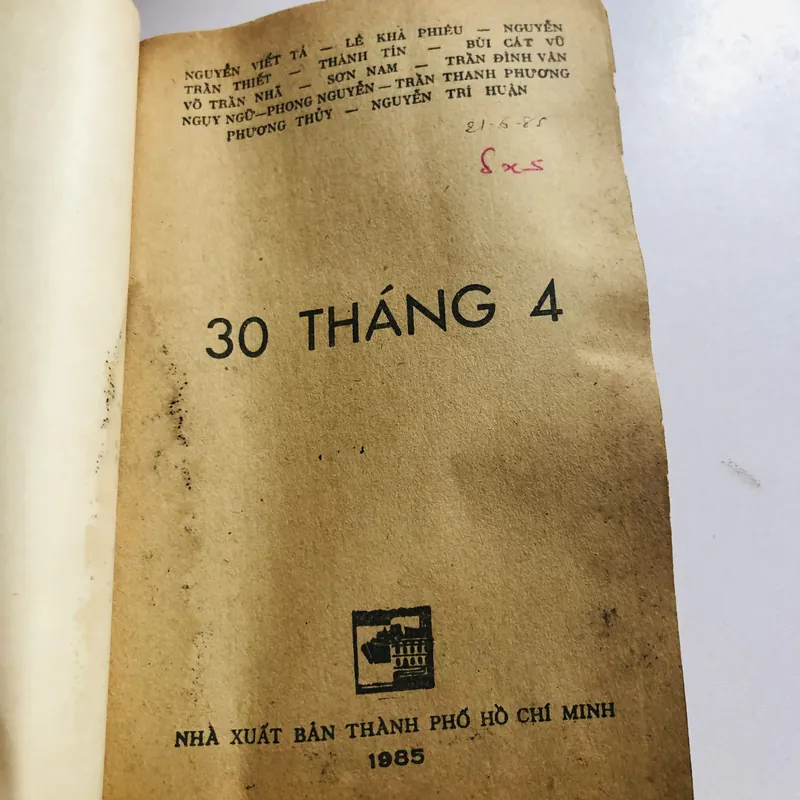 NGUYỄN VIẾT TÁ — LÊ KHẢ PHIÊU — NGUYỄN
TRẦN THIẾT — THÀNH TÍN — BÙI CÁT VŨ
VÕ TRẦN NHÃ — SƠN NAM — TRẦN ĐÌNH VÂN
NGỤY NGỮ—PHONG NGUYÊN—TRẦN THANH PHƯƠNG
PHƯƠNG THỦY — NGUYỄN TRÍ HUÂN
21-6-85
30 THÁNG 4
NHÀ XUẤT BẢN THÀNH PHỐ HỒ CHÍ MINH
1985